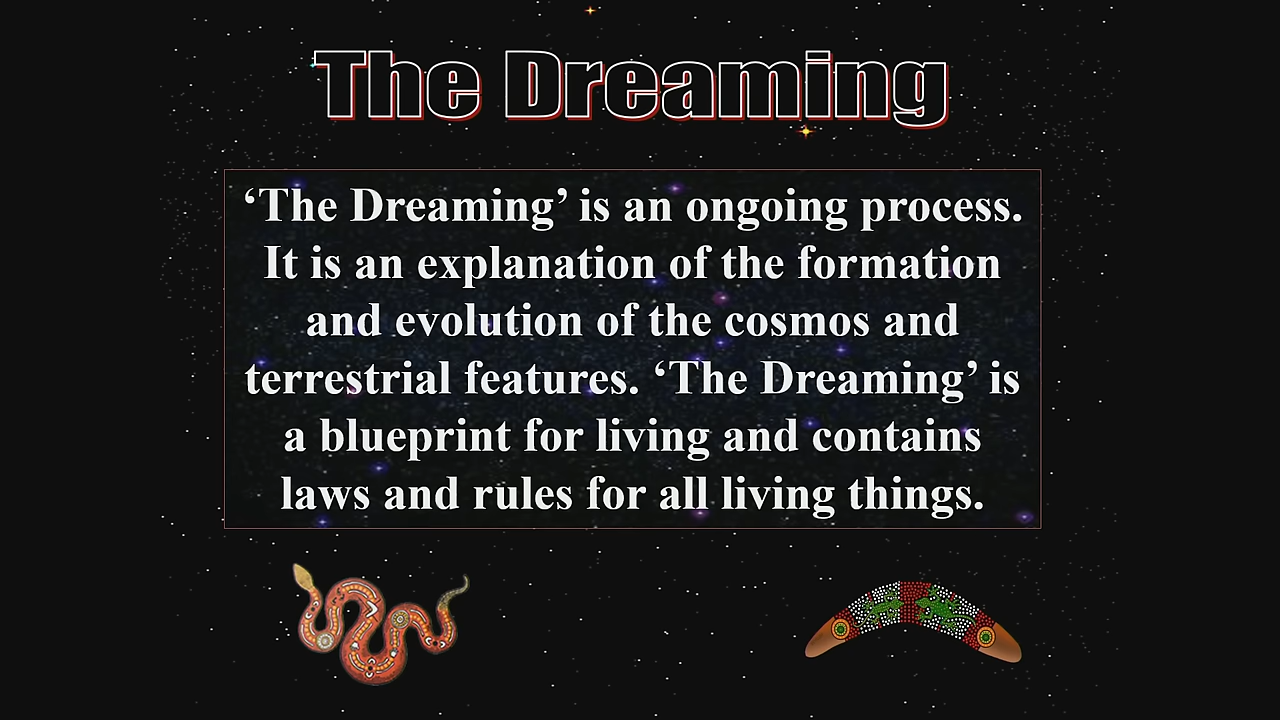 The Dreaming
‘The Dreaming’ is an ongoing process.
It is an explanation of the formation
and evolution of the cosmos and
terrestrial features. ‘The Dreaming’ is
a blueprint for living and contains
laws and rules for all living things.